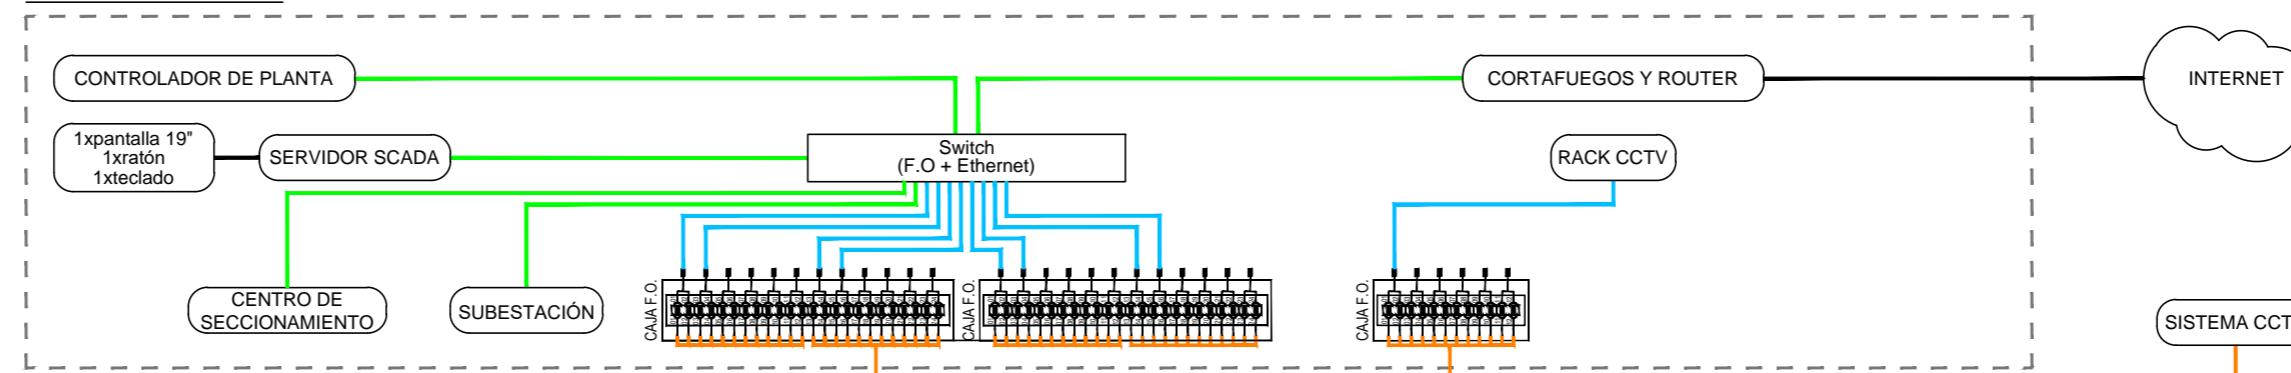 CONTROLADOR DE PLANTA
CORTAFUEGOS Y ROUTER
INTERNET
1xpantalla 19"
1xratón
1xteclado
SERVIDOR SCADA
Switch
(F.O + Ethernet)
RACK CCTV
CENTRO DE
SECCIONAMIENTO
SUBESTACIÓN
CAJA F.O.
CAJA F.O.
CAJA F.O.
SISTEMA CCT